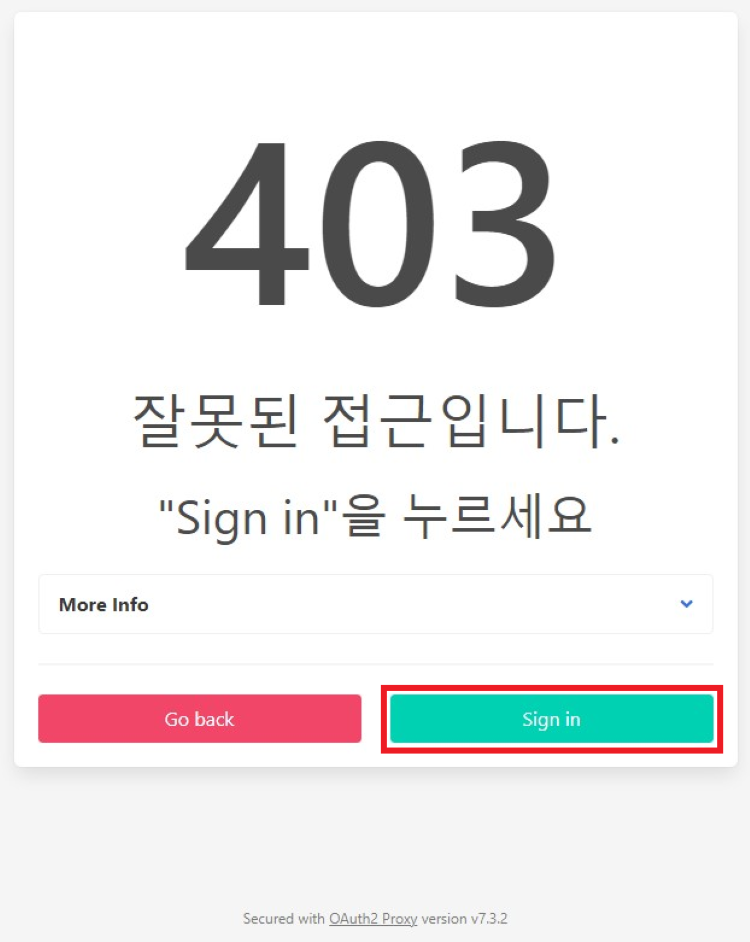 403
잘못된 접근입니다.
"Sign in"을 누르세요
More Info
Go back
Sign in
Secured with OAuth2 Proxy version v7.3.2